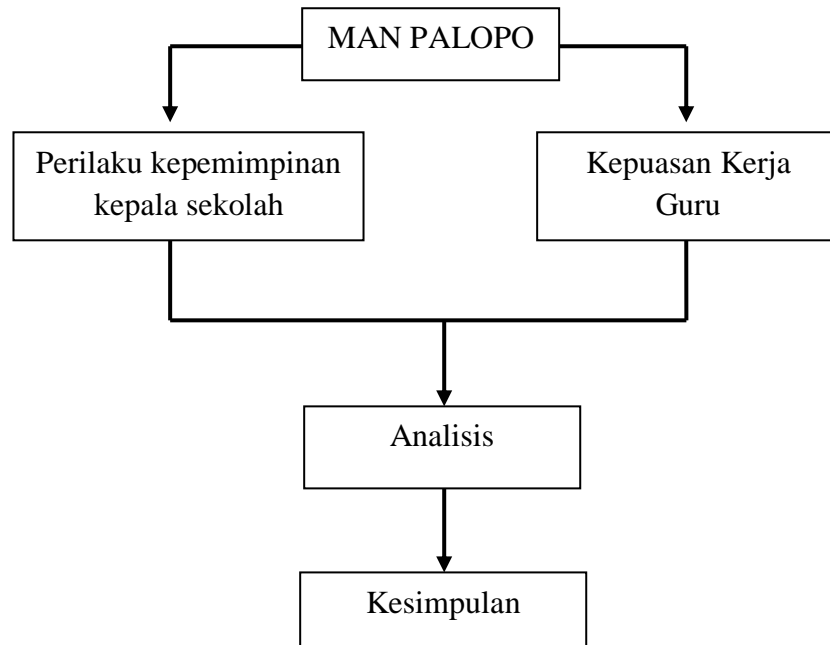 MAN PALOPO
Perilaku kepemimpinan
kepala sekolah
Kepuasan Kerja
Guru
Analisis
Kesimpulan